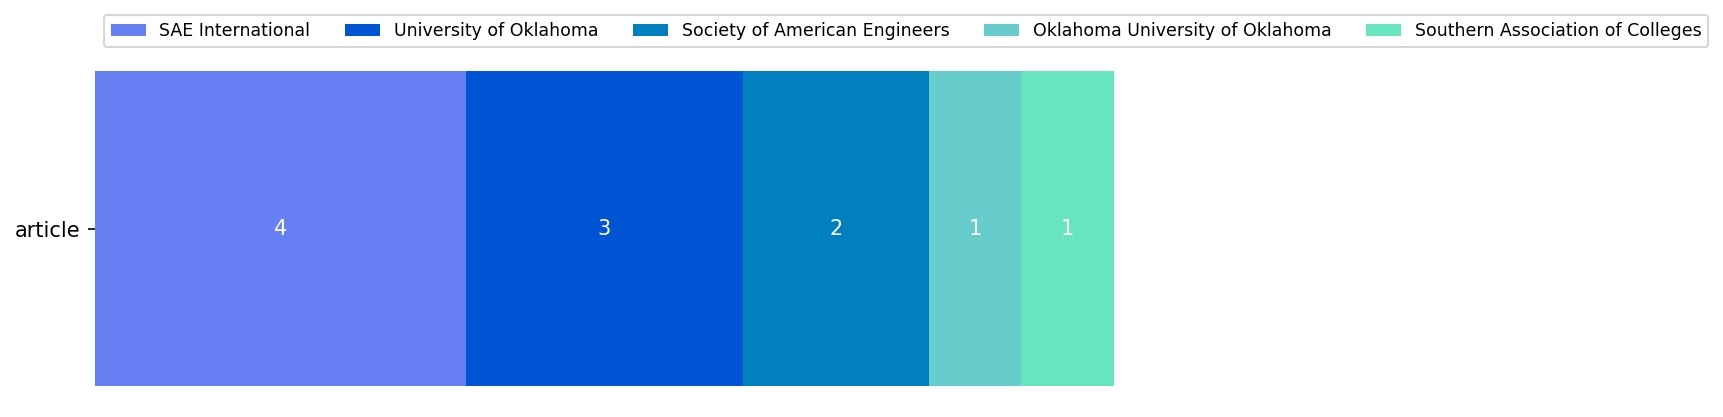 SAE International University of Oklahoma Society of American Engineers Oklahoma University of Oklahoma Southern Association of Colleges
article 4 3 2 1 1